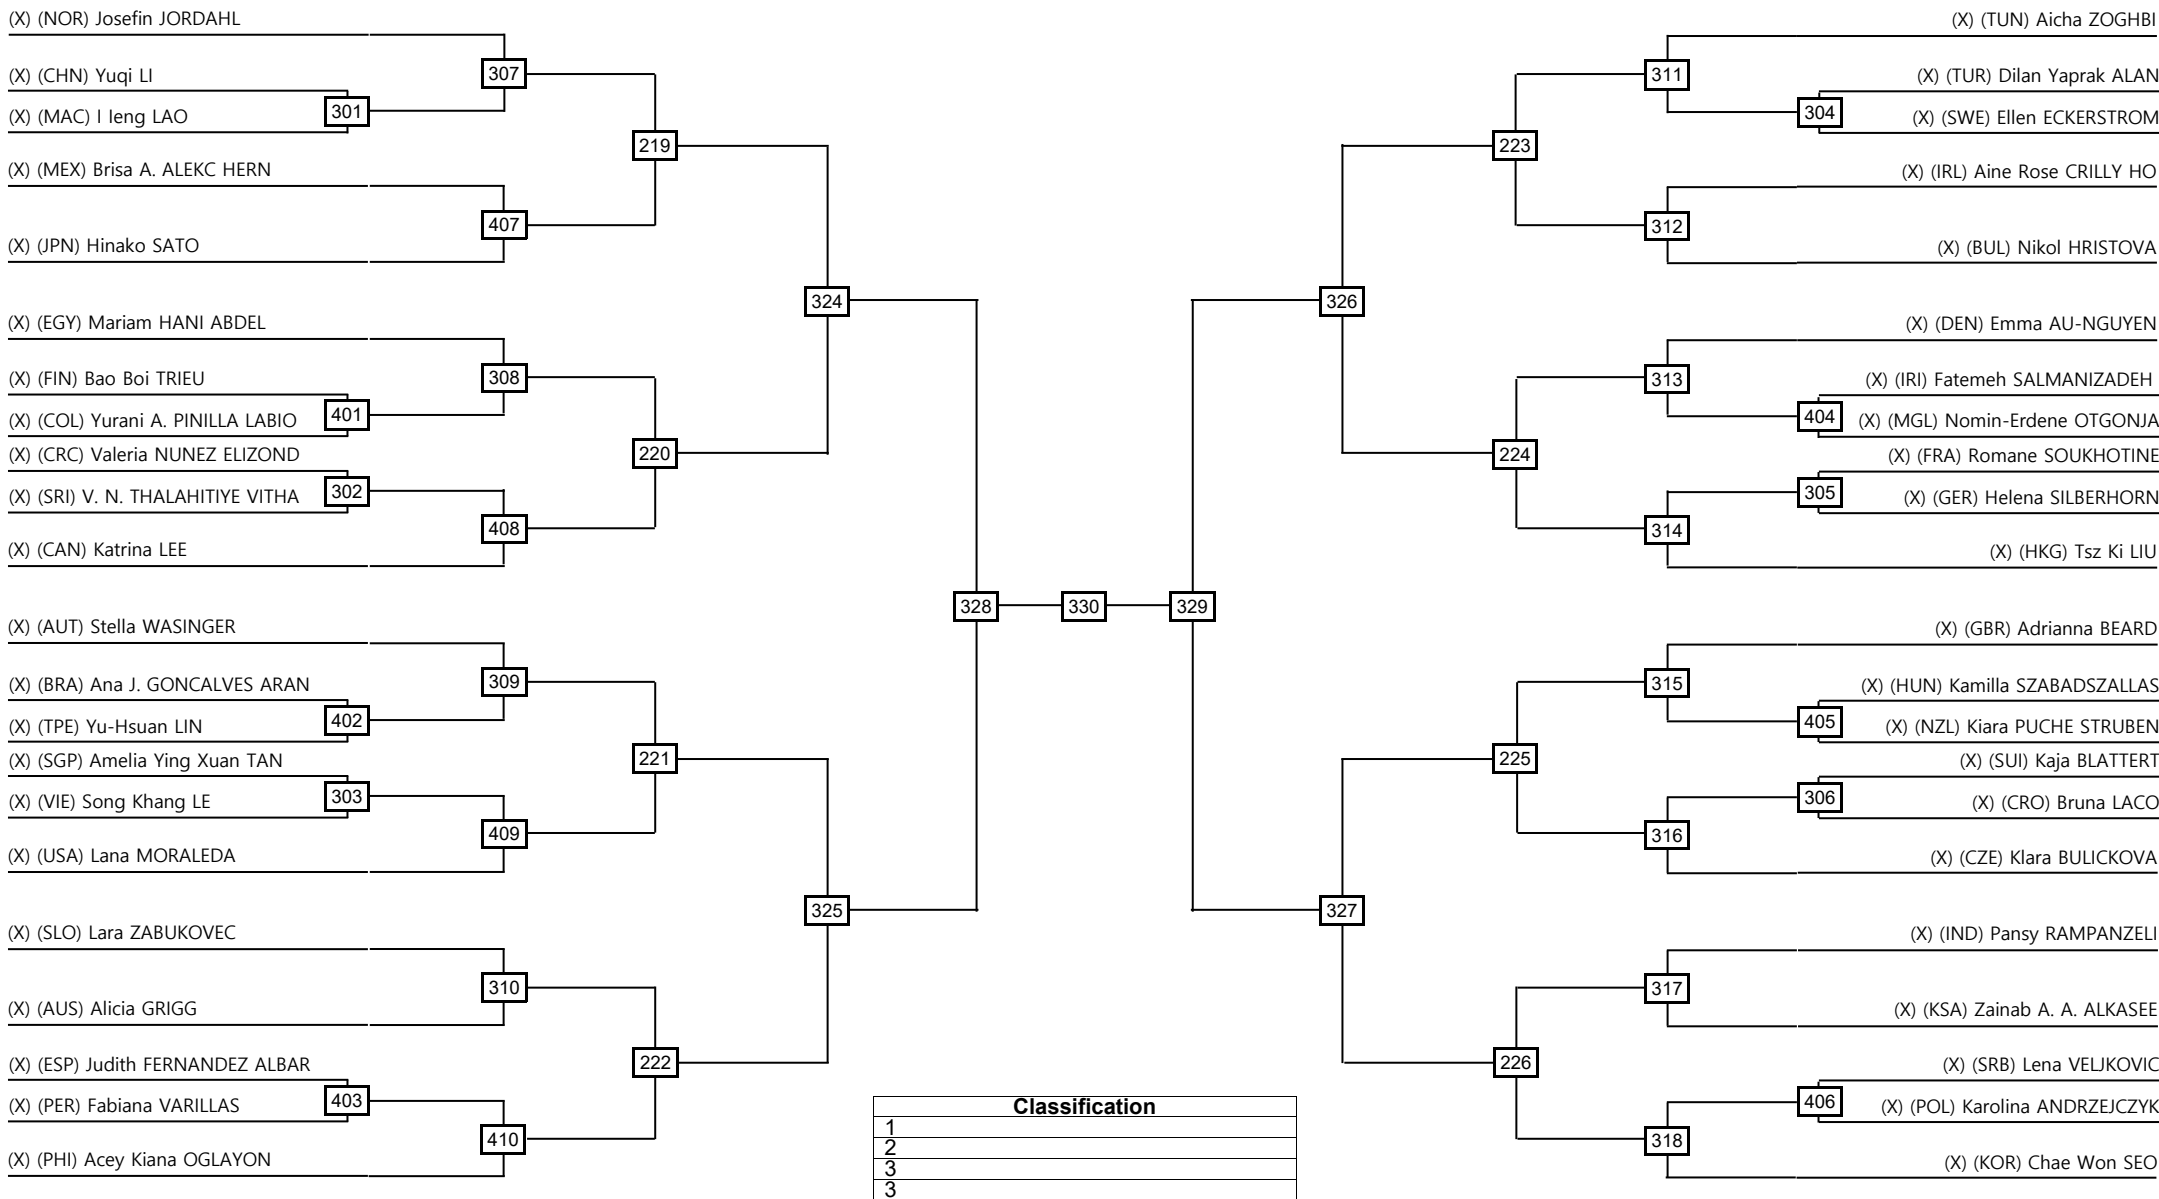 (X) (NOR) Josefin JORDAHL
(X) (CHN) Yuqi LI
(X) (MAC) I Ieng LAO
(X) (MEX) Brisa A. ALEKC HERN
(X) (JPN) Hinako SATO
(X) (EGY) Mariam HANI ABDEL
(X) (FIN) Bao Boi TRIEU
(X) (COL) Yurani A. PINILLA LABIO
(X) (CRC) Valeria NUNEZ ELIZOND
(X) (SRI) V. N. THALAHITIYE VITHA
(X) (CAN) Katrina LEE
(X) (AUT) Stella WASINGER
(X) (BRA) Ana J. GONCALVES ARAN
(X) (TPE) Yu-Hsuan LIN
(X) (SGP) Amelia Ying Xuan TAN
(X) (VIE) Song Khang LE
(X) (USA) Lana MORALEDA
(X) (SLO) Lara ZABUKOVEC
(X) (AUS) Alicia GRIGG
(X) (ESP) Judith FERNANDEZ ALBAR
(X) (PER) Fabiana VARILLAS
(X) (PHI) Acey Kiana OGLAYON
301
401
302
402
303
403
307
407
308
408
309
409
310
410
219
220
221
222
324
325
328
330
329
326
327
223
224
225
226
311
312
313
314
315
316
317
318
304
404
305
405
306
406
(X) (TUN) Aicha ZOGHBI
(X) (TUR) Dilan Yaprak ALAN
(X) (SWE) Ellen ECKERSTROM
(X) (IRL) Aine Rose CRILLY HO
(X) (BUL) Nikol HRISTOVA
(X) (DEN) Emma AU-NGUYEN
(X) (IRI) Fatemeh SALMANIZADEH
(X) (MGL) Nomin-Erdene OTGONJA
(X) (FRA) Romane SOUKHOTINE
(X) (GER) Helena SILBERHORN
(X) (HKG) Tsz Ki LIU
(X) (GBR) Adrianna BEARD
(X) (HUN) Kamilla SZABADSZALLAS
(X) (NZL) Kiara PUCHE STRUBEN
(X) (SUI) Kaja BLATTERT
(X) (CRO) Bruna LACO
(X) (CZE) Klara BULICKOVA
(X) (IND) Pansy RAMPANZELI
(X) (KSA) Zainab A. A. ALKASEE
(X) (SRB) Lena VELJKOVIC
(X) (POL) Karolina ANDRZEJCZYK
(X) (KOR) Chae Won SEO
Classification
1
2
3
3